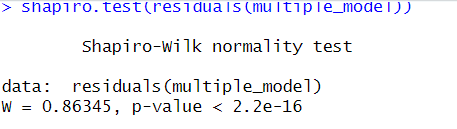 > shapiro.test(residuals(multiple_model))
Shapiro-Wilk normality test
data:  residuals(multiple_model)
W = 0.86345, p-value < 2.2e-16